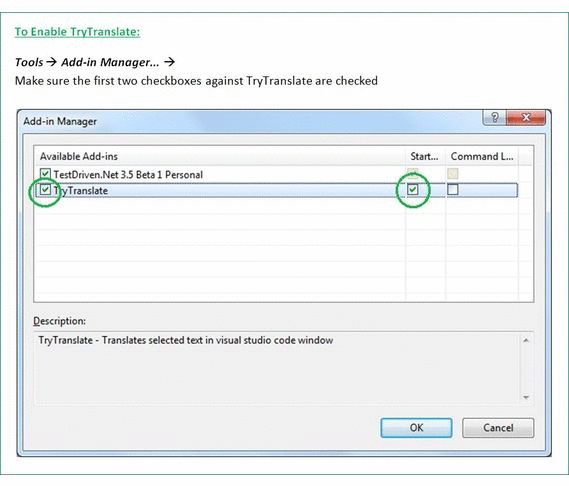 To Enable TryTranslate:
Tools → Add-in Manager... →
Make sure the first two checkboxes against TryTranslate are checked
Add-in Manager
Available Add-ins Start... Command L...
TestDriven.Net 3.5 Beta 1 Personal
TryTranslate
Description:
TryTranslate - Translates selected text in visual studio code window
OK Cancel